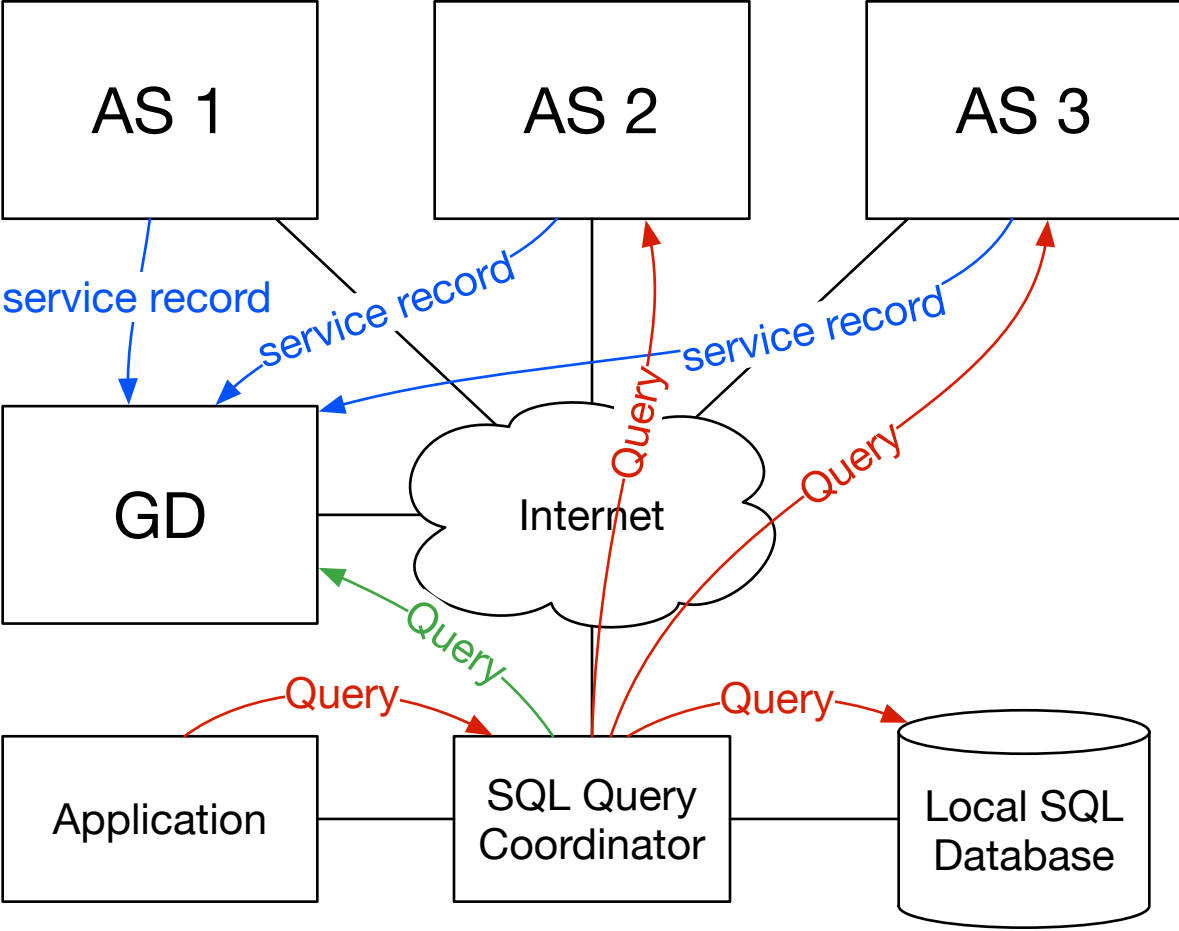 AS 1
AS 2
AS 3
service record
service record
service record
Query
Query
GD
Internet
Query
Query
Query
Application
SQL Query
Coordinator
Local SQL
Database